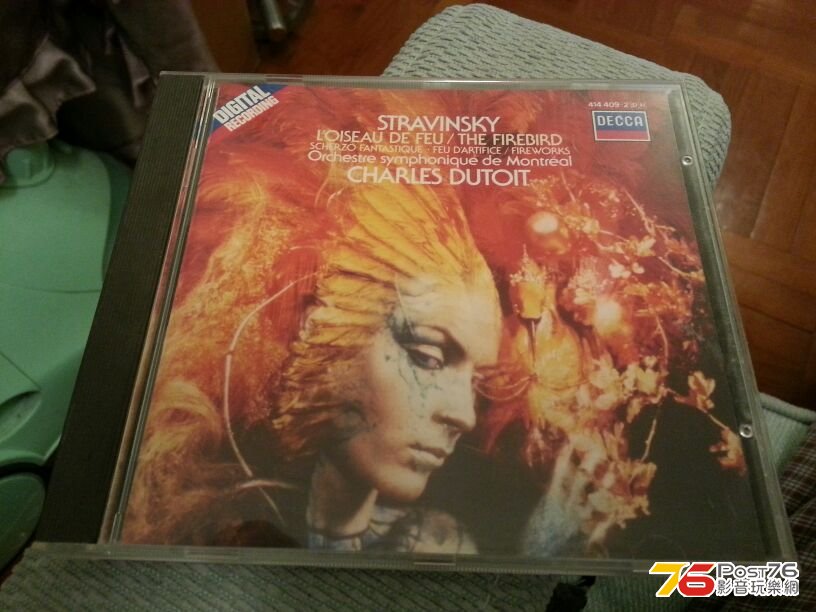 DIGITAL
RECORDING
414 409-2
DECCA
STRAVINSKY
L'OISEAU DE FEU / THE FIREBIRD
SCHERZO FANTASTIQUE · FEU D'ARTIFICE / FIREWORKS
Orchestre symphonique de Montréal
CHARLES DUTOIT
76 POST76
影音玩樂網